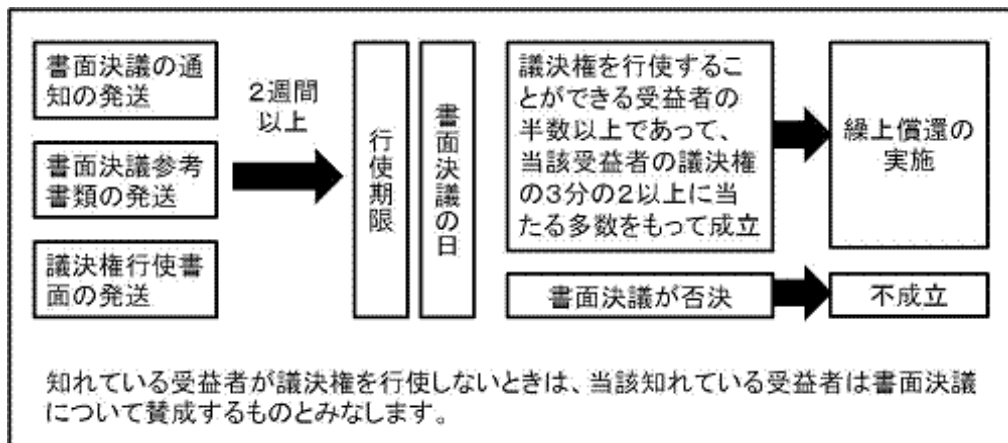 書面決議の通
知の発送
書面決議参考
書類の発送
議決権行使書
面の発送
２週間
以上
行使期限
書面決議の日
議決権を行使するこ
とができる受益者の
半数以上であって、
当該受益者の議決権
の３分の２以上に当
たる多数をもって成立
繰上償還の
実施
書面決議が否決
不成立
知れている受益者が議決権を行使しないときは、当該知れている受益者は書面決議
について賛成するものとみなします。